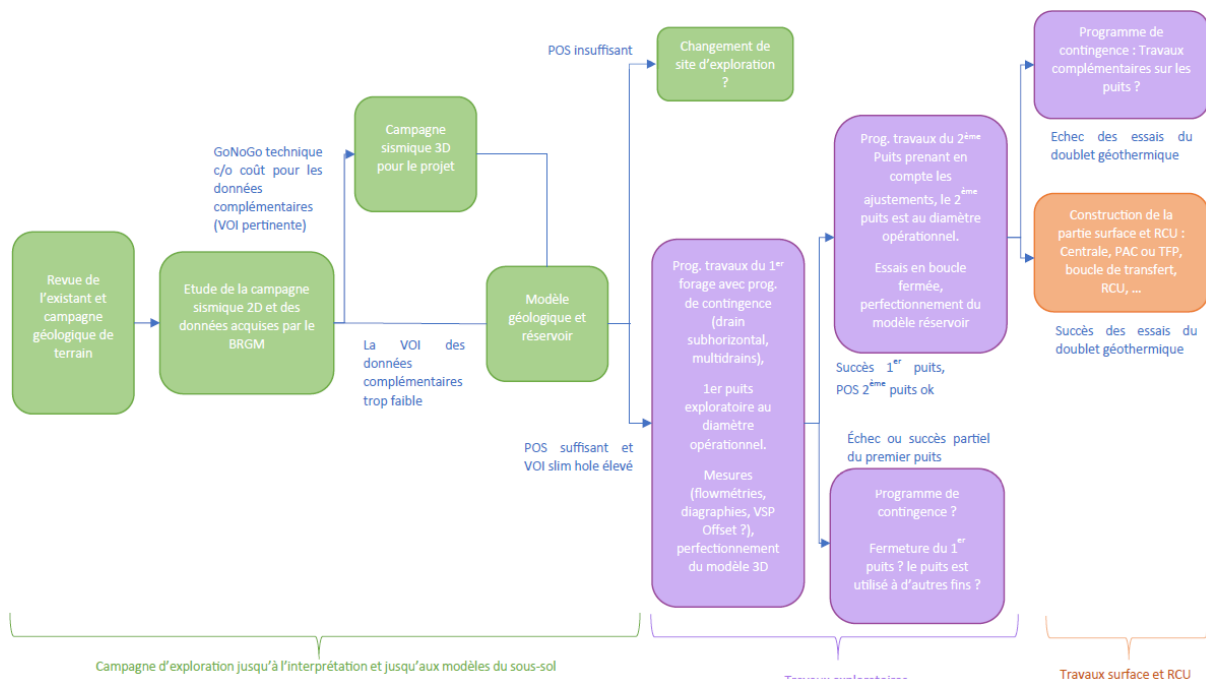 Revue de
l'existant et
campagne
géologique de
terrain
Etude de la campagne
sismique 2D et des
données acquises par le
BRGM
GoNoGo technique
c/o coût pour les
données
complémentaires
(VOI pertinente)
Campagne
sismique 3D
pour le projet
La VOI des
données
complémentaires
trop faible
Modèle
géologique et
réservoir
POS insuffisant
Changement de
site d'exploration
?
POS suffisant et
VOI slim hole élevé
Prog. travaux du 1er
forage avec prog.
de contingence
(drain
subhorizontal,
multidrains),
1er puits
exploratoire au
diamètre
opérationnel.
Mesures
(flowmétries,
diagraphies, VSP
Offset ?),
perfectionnement
du modèle 3D
Prog. travaux du 2ème
Puits prenant en
compte les
ajustements, le 2ème
puits est au diamètre
opérationnel.
Essais en boucle
fermée,
perfectionnement du
modèle réservoir
Succès 1er puits,
POS 2ème puits ok
Échec ou succès partiel
du premier puits
Programme de
contingence ?
Fermeture du 1er
puits ? le puits est
utilisé à d'autres fins ?
Programme de
contingence : Travaux
complémentaires sur les
puits ?
Echec des essais du
doublet géothermique
Construction de la
partie surface et RCU :
Centrale, PAC ou TFP,
boucle de transfert,
RCU, ...
Succès des essais du
doublet géothermique
Campagne d'exploration jusqu'à l'interprétation et jusqu'aux modèles du sous-sol
Travaux exploratoires
Travaux surface et RCU